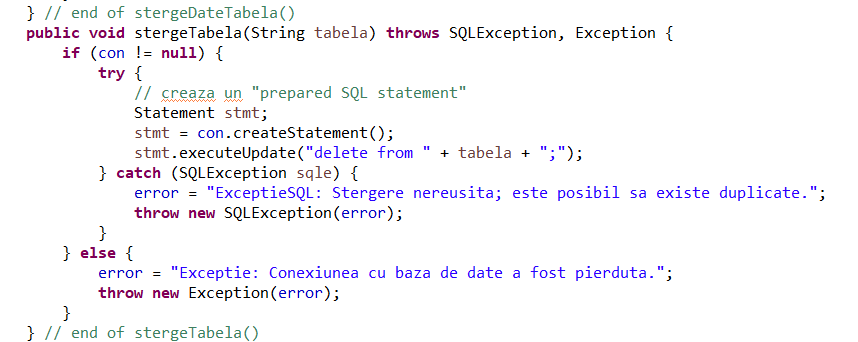 } // end of stergeDateTabela()
public void stergeTabela(String tabela) throws SQLException, Exception {
    if (con != null) {
        try {
            // creaza un "prepared SQL statement"
            Statement stmt;
            stmt = con.createStatement();
            stmt.executeUpdate("delete from " + tabela + ";");
        } catch (SQLException sqle) {
            error = "ExceptieSQL: Stergere nereusita; este posibil sa existe duplicate.";
            throw new SQLException(error);
        }
    } else {
        error = "Exceptie: Conexiunea cu baza de date a fost pierduta.";
        throw new Exception(error);
    }
} // end of stergeTabela()